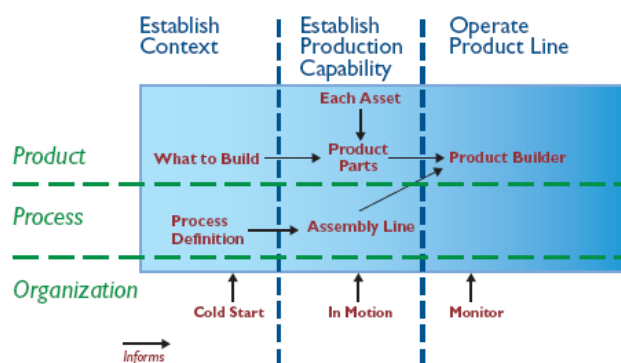 Establish
Context
Establish
Production
Capability
Operate
Product Line
Each Asset
Product
What to Build
Product
Parts
Product Builder
Process
Process
Definition
Assembly Line
Organization
Cold Start
In Motion
Monitor
Informs